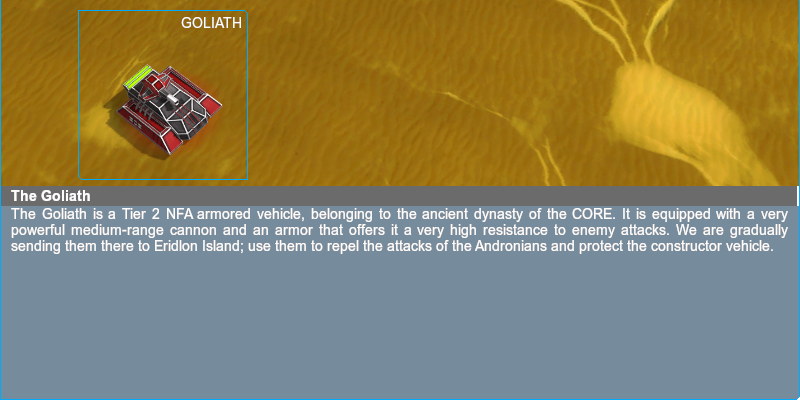 GOLIATH
The Goliath
The Goliath is a Tier 2 NFA armored vehicle, belonging to the ancient dynasty of the CORE. It is equipped with a very
powerful medium-range cannon and an armor that offers it a very high resistance to enemy attacks. We are gradually
sending them there to Eridlon Island; use them to repel the attacks of the Andronians and protect the constructor vehicle.